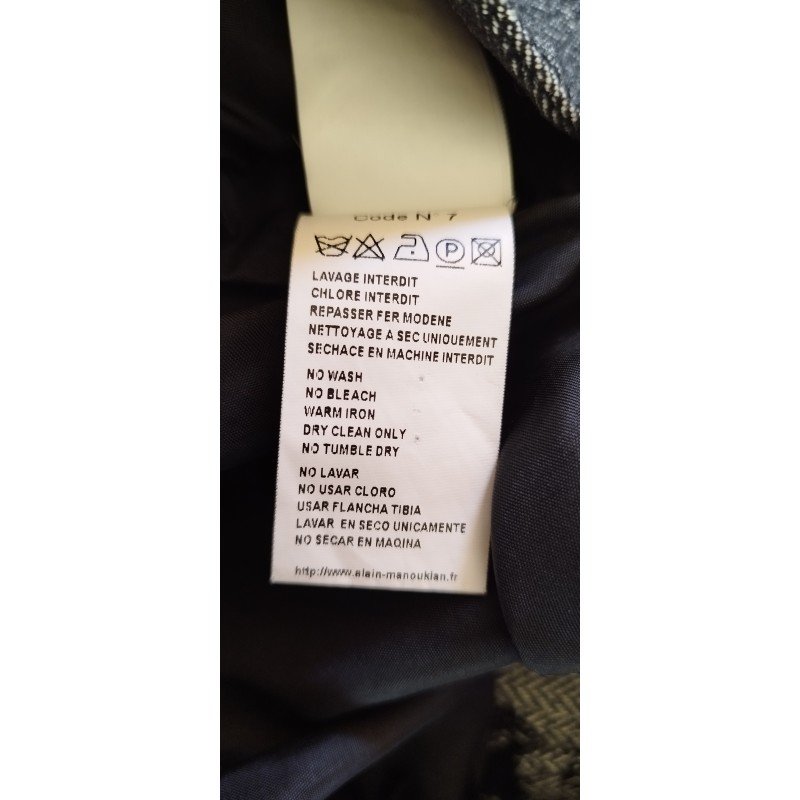 Code N° 7
P
LAVAGE INTERDIT
CHLORE INTERDIT
REPASSER FER MODENE
NETTOYAGE A SEC UNIQUEMENT
SECHACE EN MACHINE INTERDIT
NO WASH
NO BLEACH
WARM IRON
DRY CLEAN ONLY
NO TUMBLE DRY
NO LAVAR
NO USAR CLORO
USAR FLANCHA TIBIA
LAVAR EN SECO UNICAMENTE
NO SECAR EN MAQINA
http://www.alain-manoukian.fr